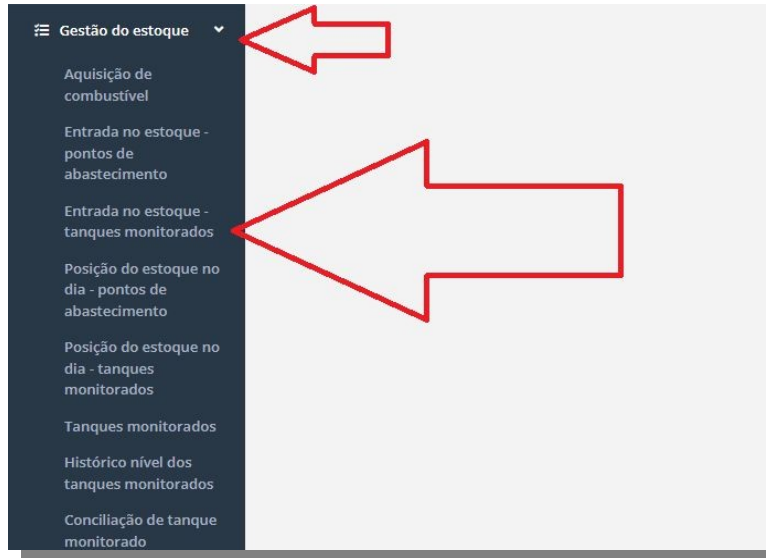 Gestão do estoque
Aquisição de
combustível
Entrada no estoque -
pontos de
abastecimento
Entrada no estoque -
tanques monitorados
Posição do estoque no
dia - pontos de
abastecimento
Posição do estoque no
dia - tanques
monitorados
Tanques monitorados
Histórico nível dos
tanques monitorados
Conciliação de tanque
monitorado